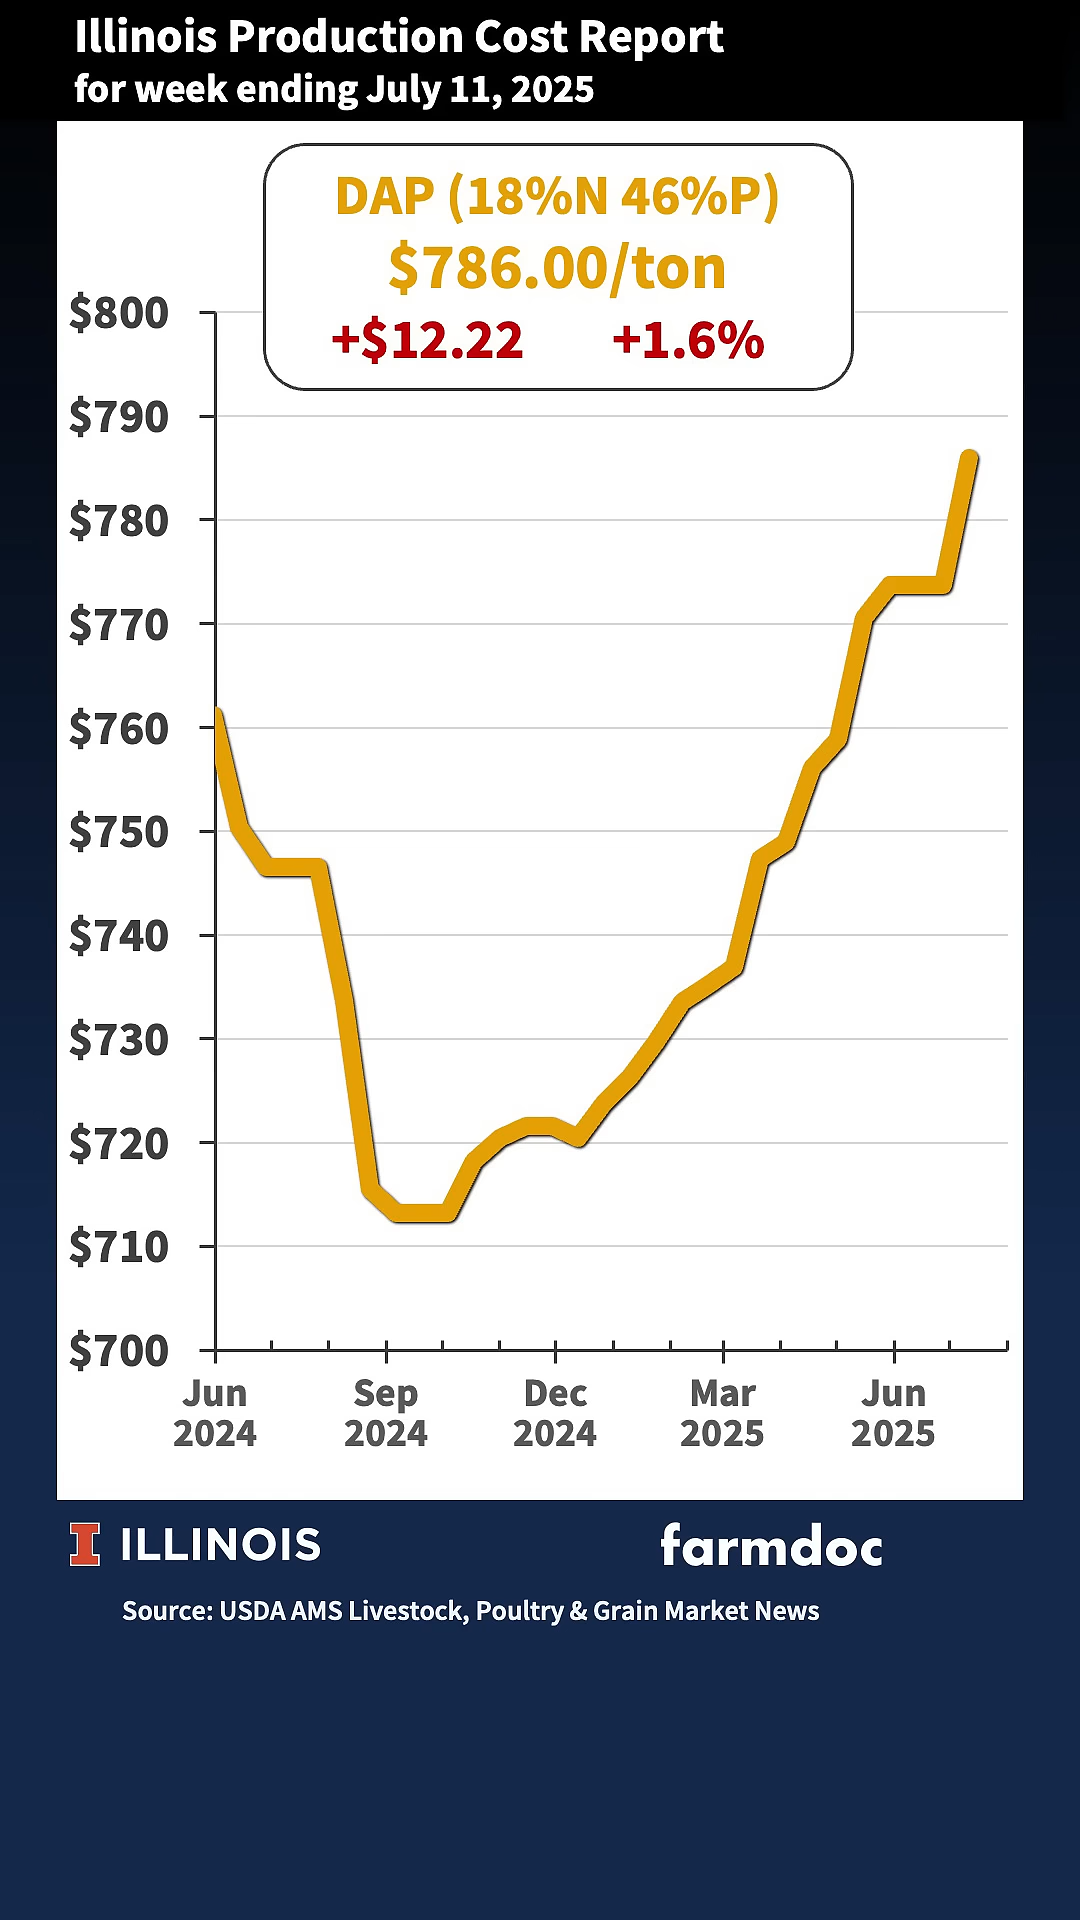 Illinois Production Cost Report
for week ending July 11, 2025
DAP (18%N 46%P)
$786.00/ton
+$12.22 +1.6%
$800
$790
$780
$770
$760
$750
$740
$730
$720
$710
$700
Jun Sep Dec Mar Jun
2024 2024 2024 2025 2025
I ILLINOIS farmdoc
Source: USDA AMS Livestock, Poultry & Grain Market News